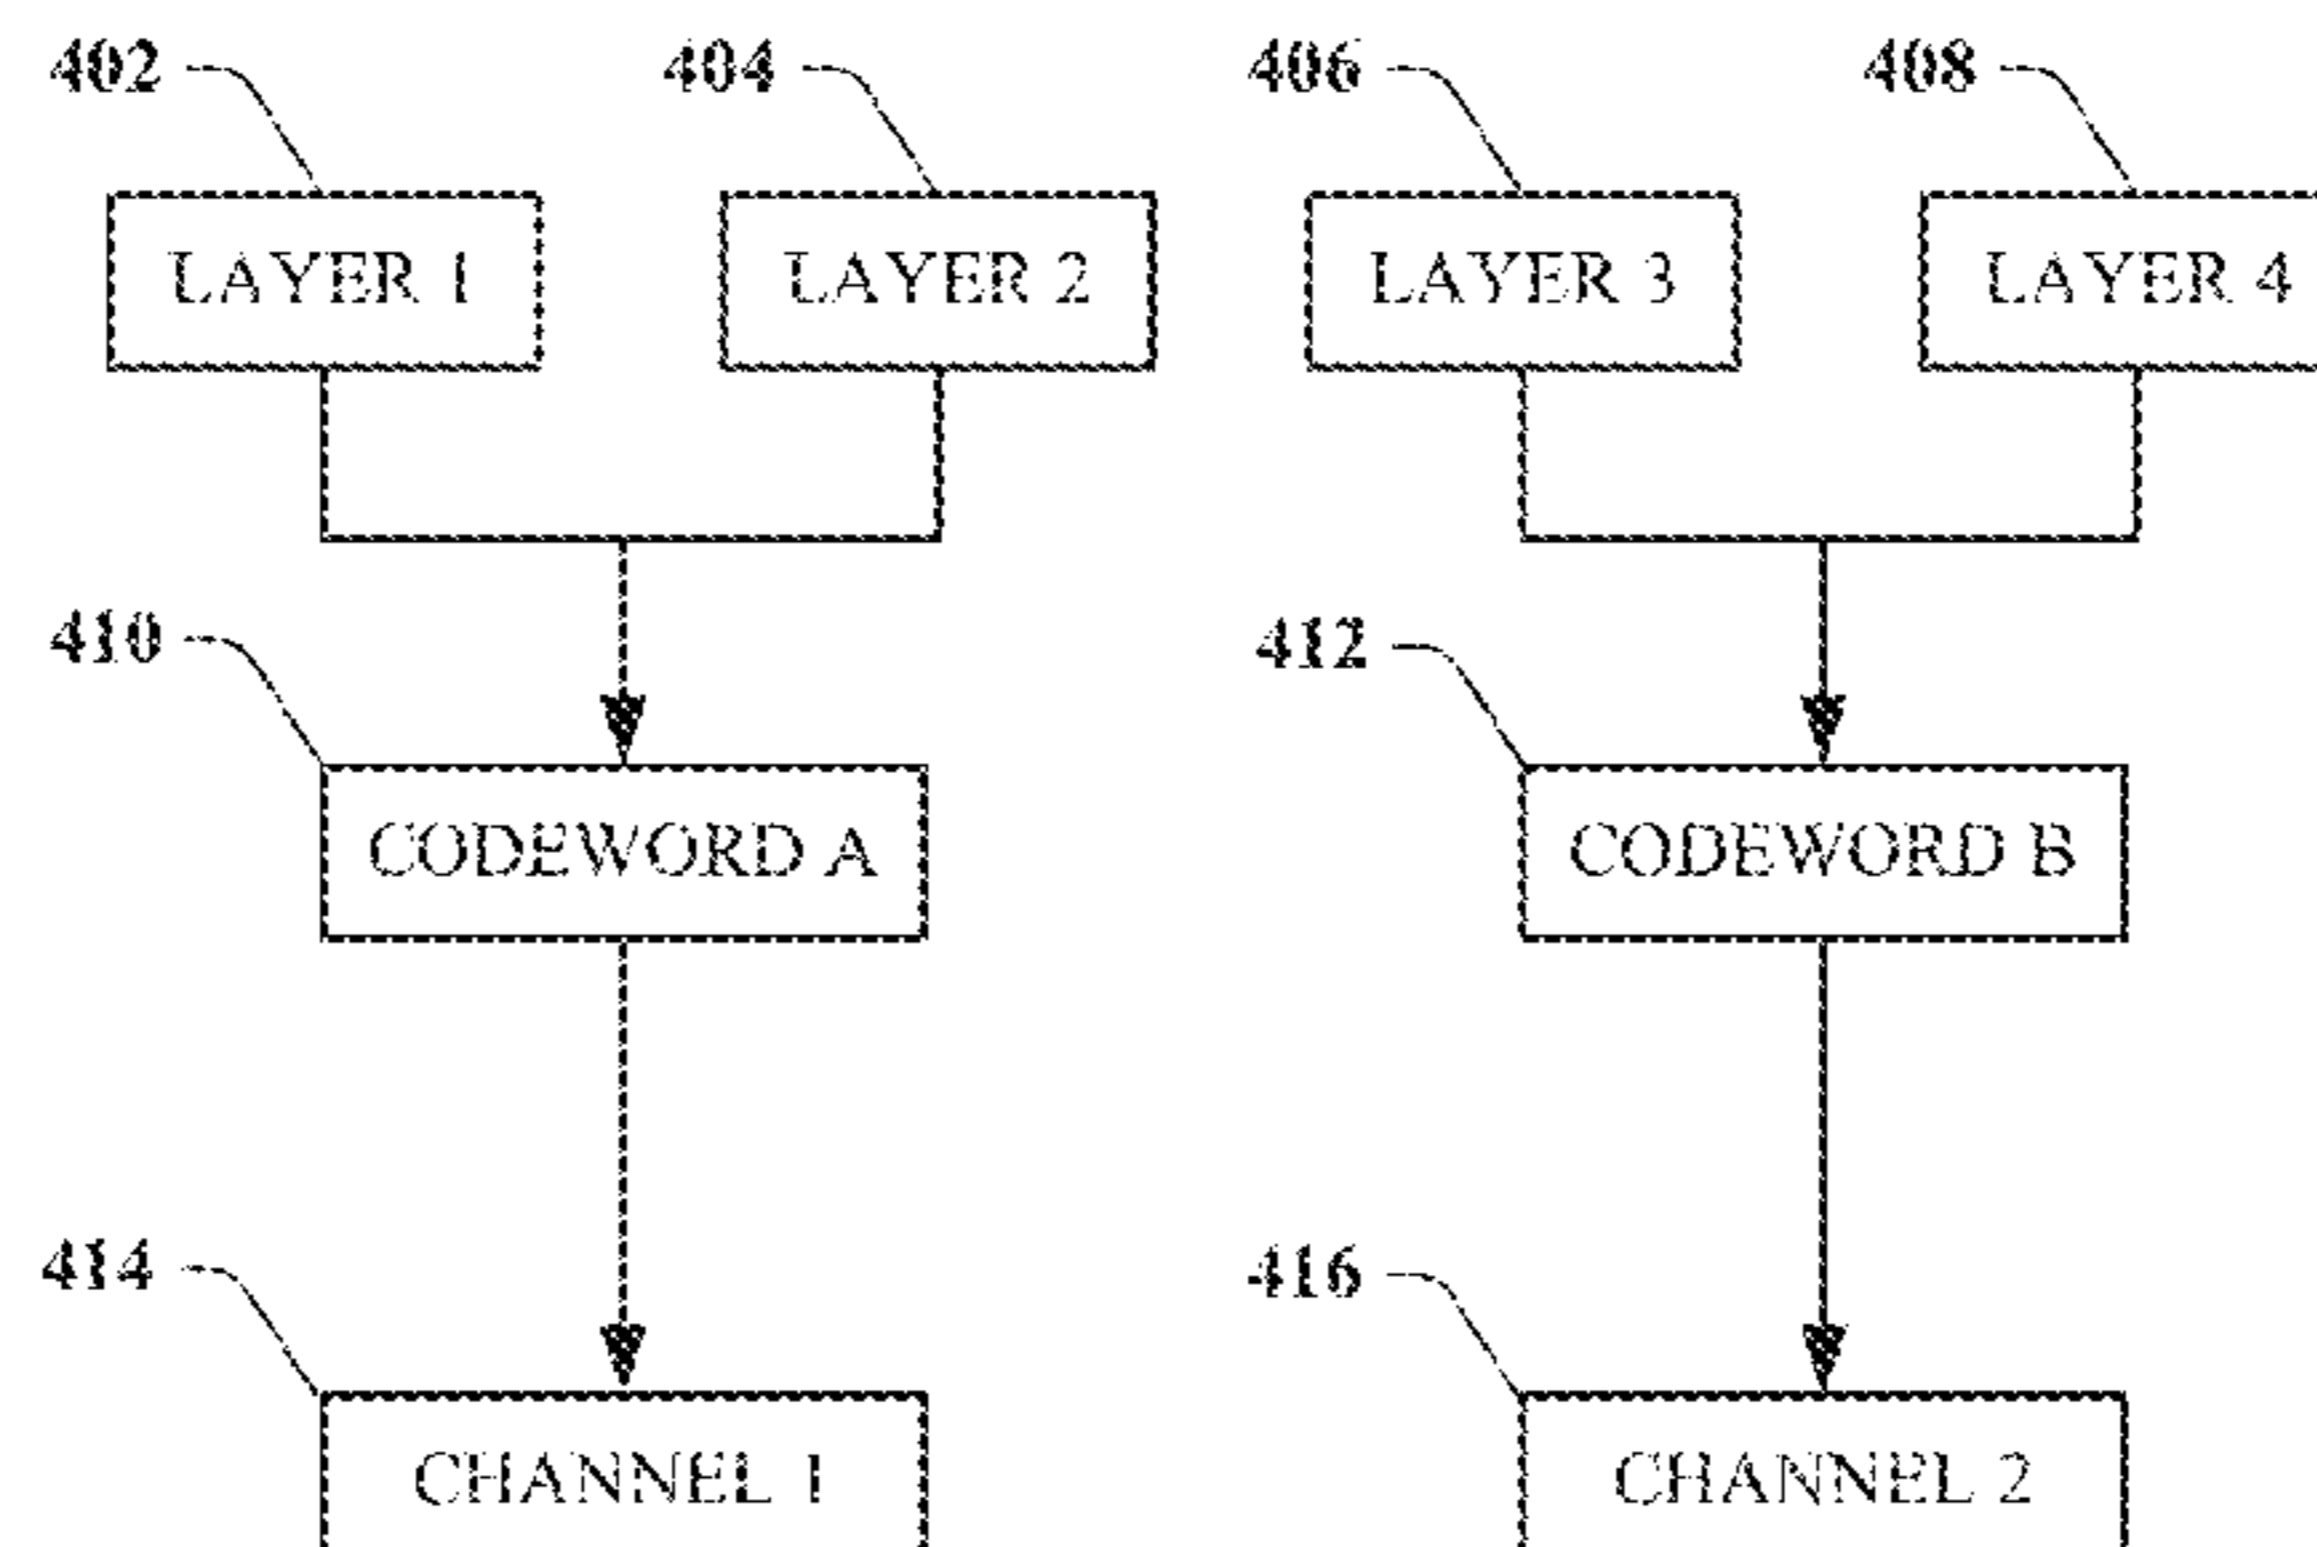 402 404 406 408
LAYER 1 LAYER 2 LAYER 3 LAYER 4
410 412
CODEWORD A CODEWORD B
414 416
CHANNEL 1 CHANNEL 2